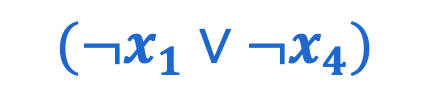 (¬x₁ ∨ ¬x₄)